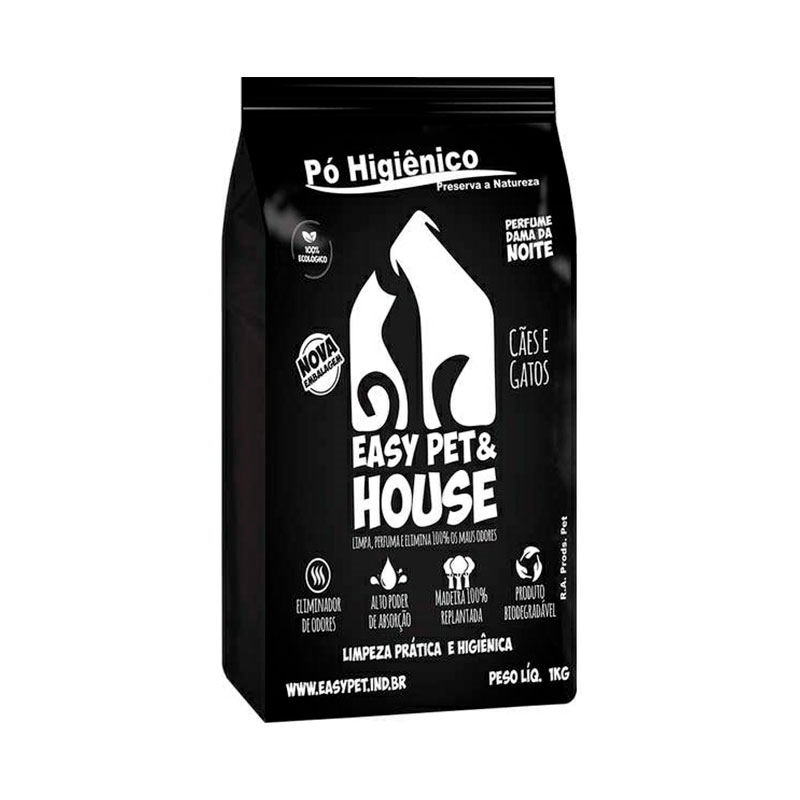 Pó Higiênico
Preserva a Natureza
100%
ECOLÓGICO
PERFUME
DAMA DA
NOITE
NOVA
EMBALAGEM
CÃES E
GATOS
EASY PET&
HOUSE
LIMPA, PERFUMA E ELIMINA 100% OS MAUS ODORES
ELIMINADOR
DE ODORES
ALTO PODER
DE ABSORÇÃO
MADEIRA 100%
REPLANTADA
PRODUTO
BIODEGRADÁVEL
R.A. Prods. Pet
LIMPEZA PRÁTICA E HIGIÊNICA
WWW.EASYPET.IND.BR
PESO LÍQ. 1KG